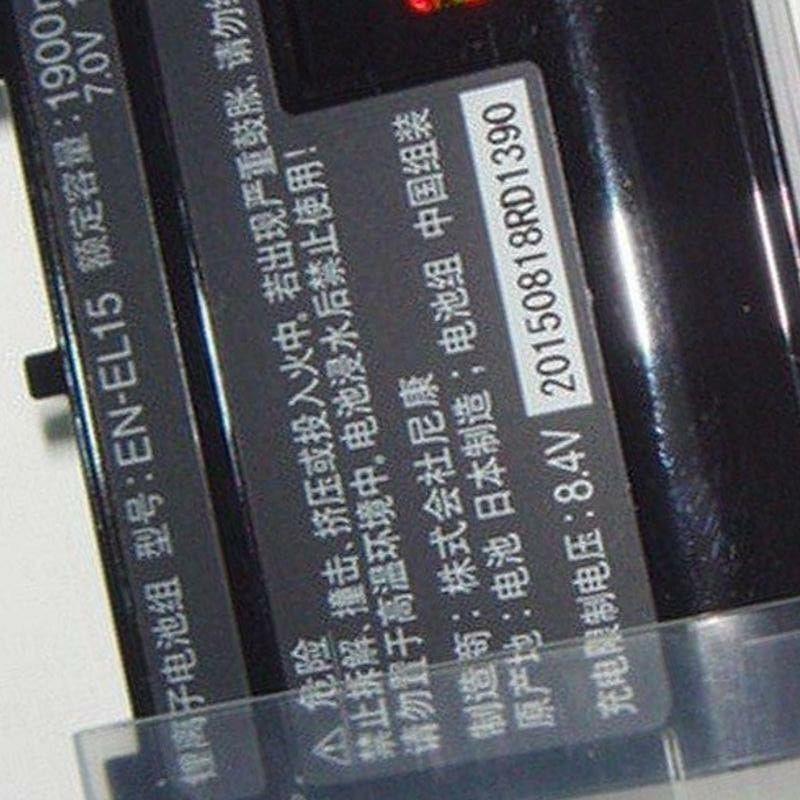 锂离子电池组 型号:EN-EL15 额定容量:1900
7.0V
⚠危险
禁止拆解、撞击、挤压或投入火中。若出现严重鼓胀,请勿
请勿置于高温环境中。电池浸水后禁止使用!
制造商:株式会社尼康
原产地:电池 日本制造;电池组 中国组装
充电限制电压:8.4V 20150818RD1390